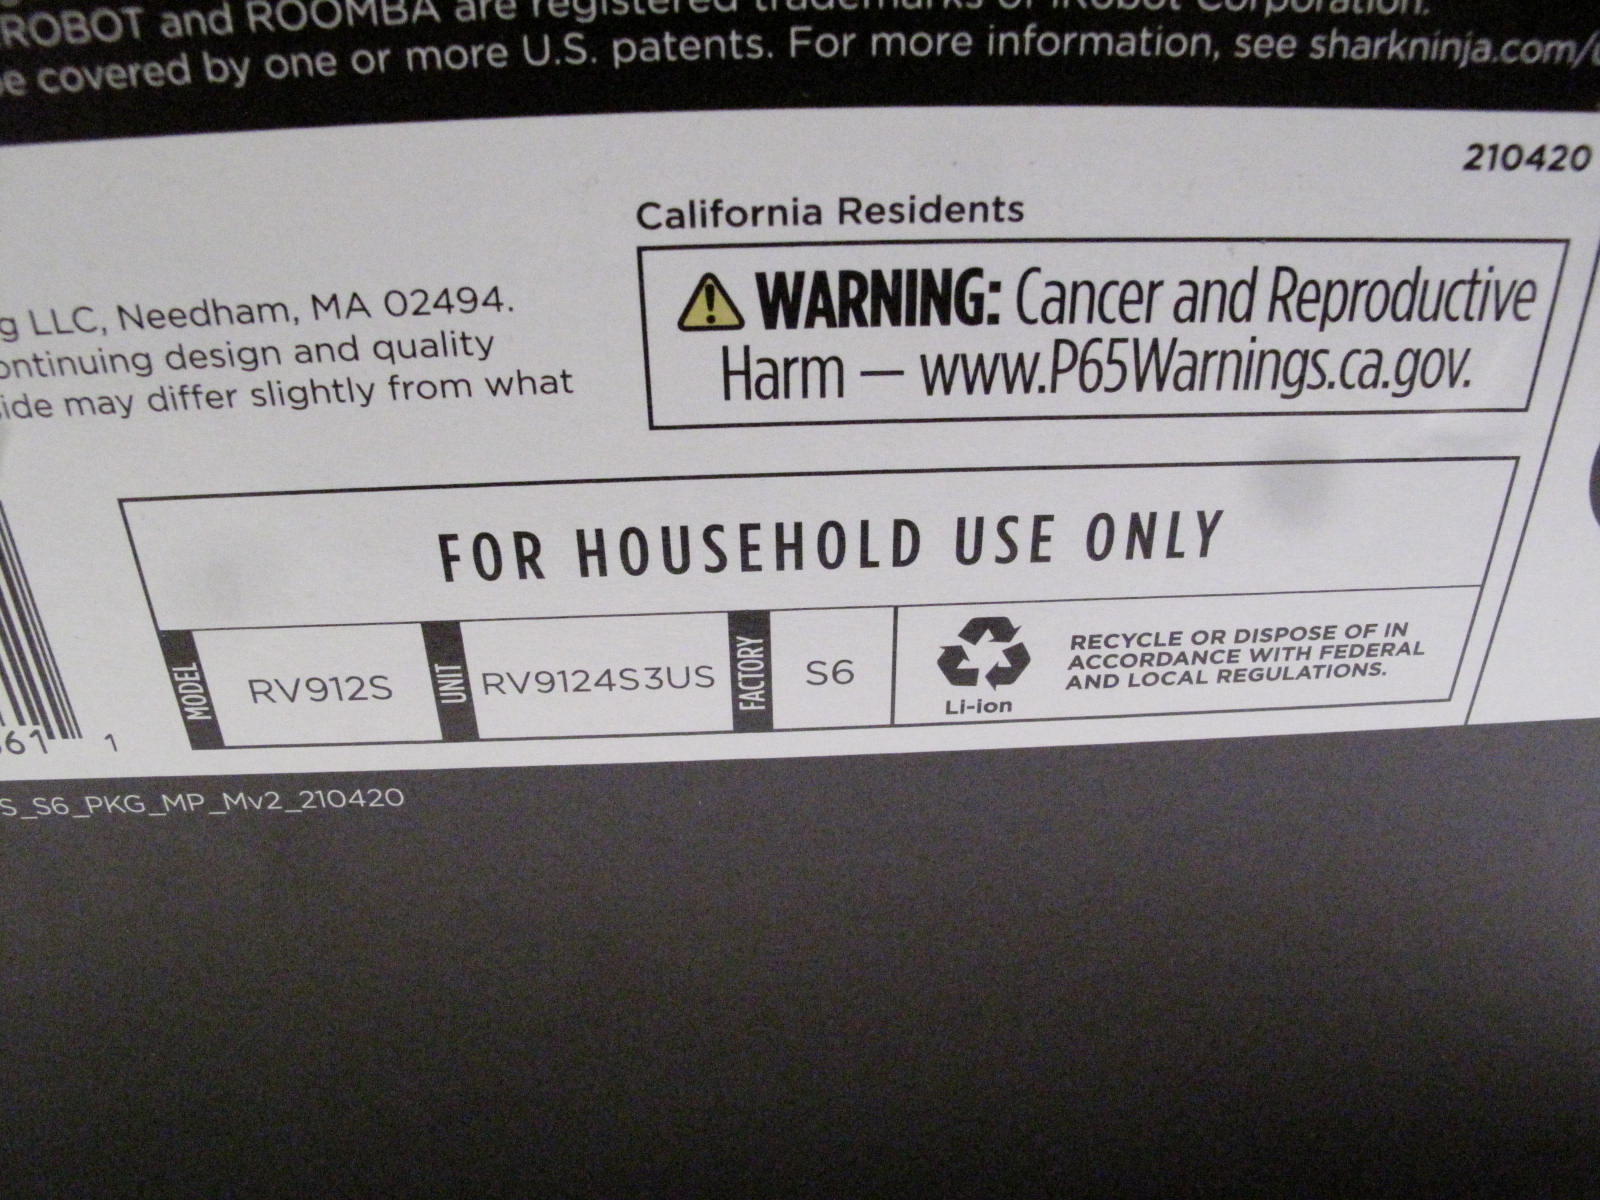 ROBOT and ROOMBA are registered trademarks of iRobot Corporation.
be covered by one or more U.S. patents. For more information, see sharkninja.com/
210420
California Residents
WARNING: Cancer and Reproductive
Harm — www.P65Warnings.ca.gov.
g LLC, Needham, MA 02494.
ontinuing design and quality
ide may differ slightly from what
FOR HOUSEHOLD USE ONLY
MODEL RV912S UNIT RV9124S3US FACTORY S6
Li-ion
RECYCLE OR DISPOSE OF IN
ACCORDANCE WITH FEDERAL
AND LOCAL REGULATIONS.
61 1
S_S6_PKG_MP_Mv2_210420